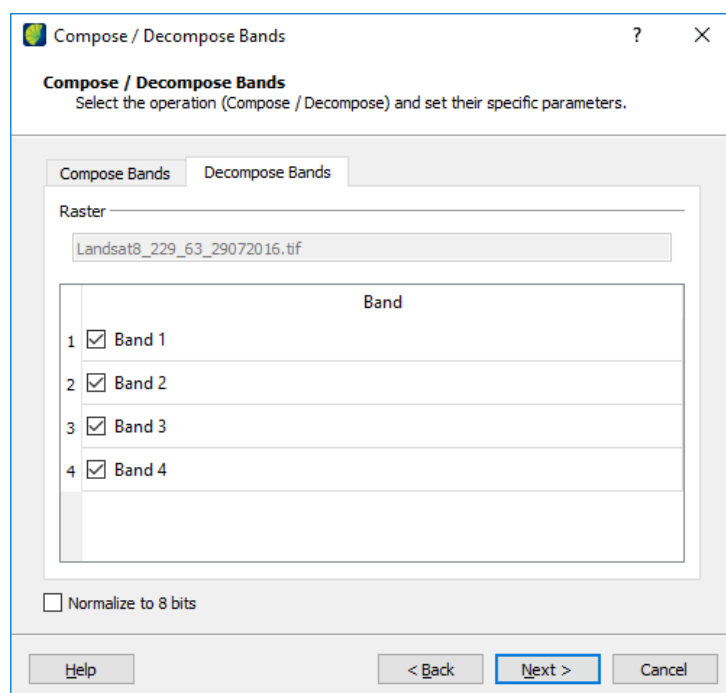 Compose / Decompose Bands ?
Compose / Decompose Bands
Select the operation (Compose / Decompose) and set their specific parameters.
Compose Bands Decompose Bands
Raster
Landsat8_229_63_29072016.tif
Band
1 Band 1
2 Band 2
3 Band 3
4 Band 4
Normalize to 8 bits
Help < Back Next > Cancel